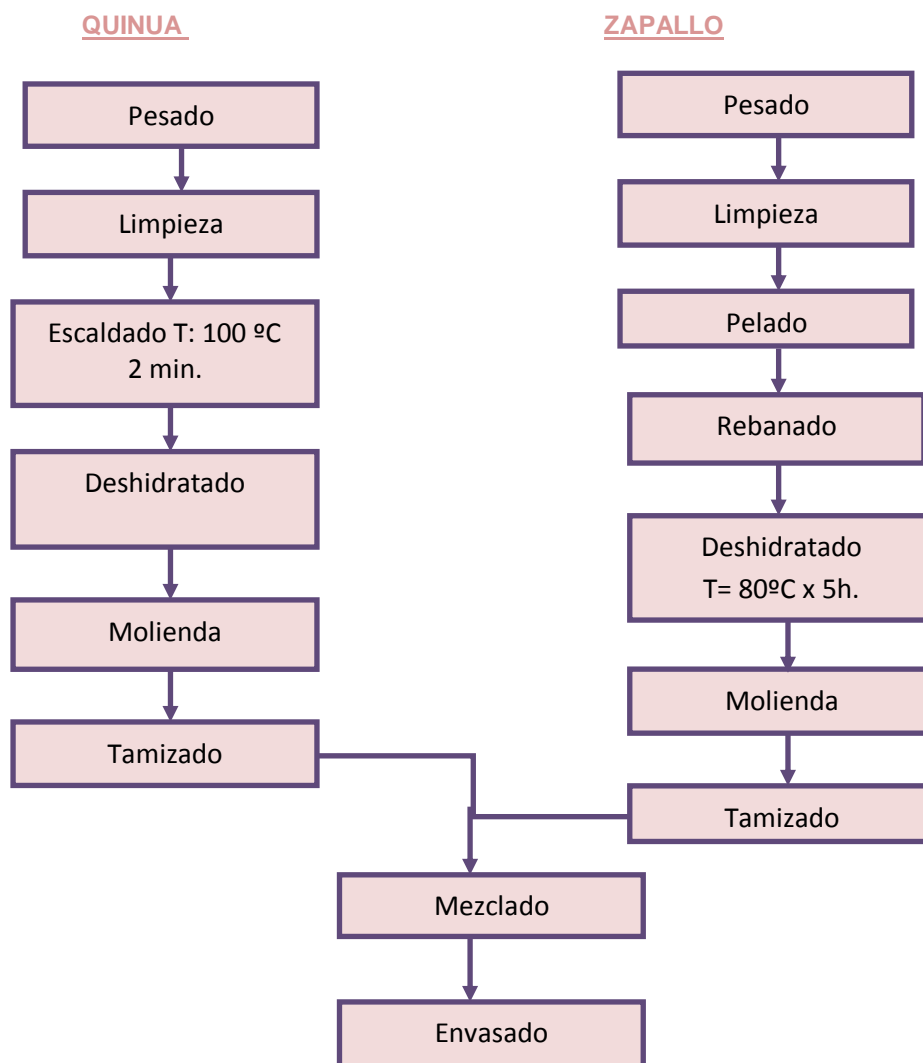 QUINUA
Pesado
Limpieza
Escaldado T: 100 ºC
2 min.
Deshidratado
Molienda
Tamizado
ZAPALLO
Pesado
Limpieza
Pelado
Rebanado
Deshidratado
T= 80ºC x 5h.
Molienda
Tamizado
Mezclado
Envasado